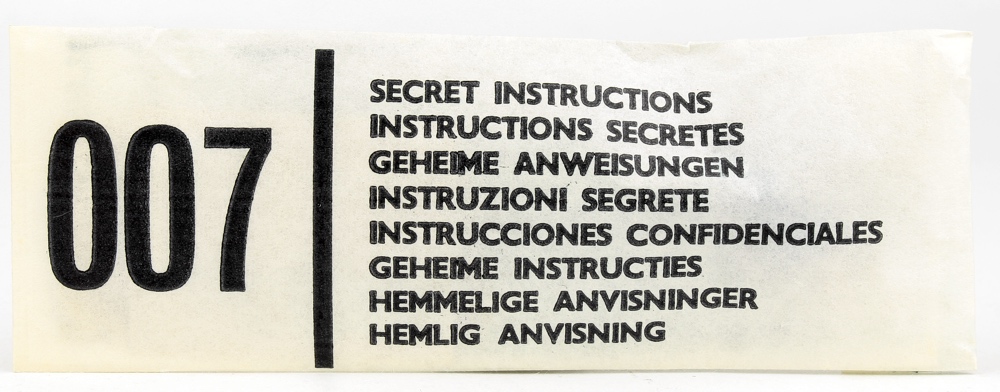 007
SECRET INSTRUCTIONS
INSTRUCTIONS SECRETES
GEHEIME ANWEISUNGEN
INSTRUZIONI SEGRETE
INSTRUCCIONES CONFIDENCIALES
GEHEIME INSTRUCTIES
HEMMELIGE ANVISNINGER
HEMLIG ANVISNING